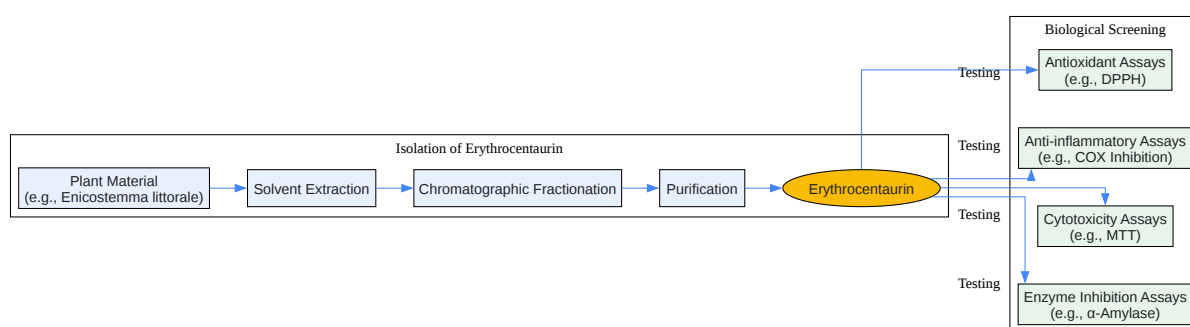 Biological Screening
Antioxidant Assays
(e.g., DPPH)
Testing
Isolation of Erythrocentaurin
Testing
Anti-inflammatory Assays
(e.g., COX Inhibition)
Plant Material
(e.g., Enicostemma littorale)
Solvent Extraction
Chromatographic Fractionation
Purification
Erythrocentaurin
Testing
Cytotoxicity Assays
(e.g., MTT)
Testing
Enzyme Inhibition Assays
(e.g., α-Amylase)